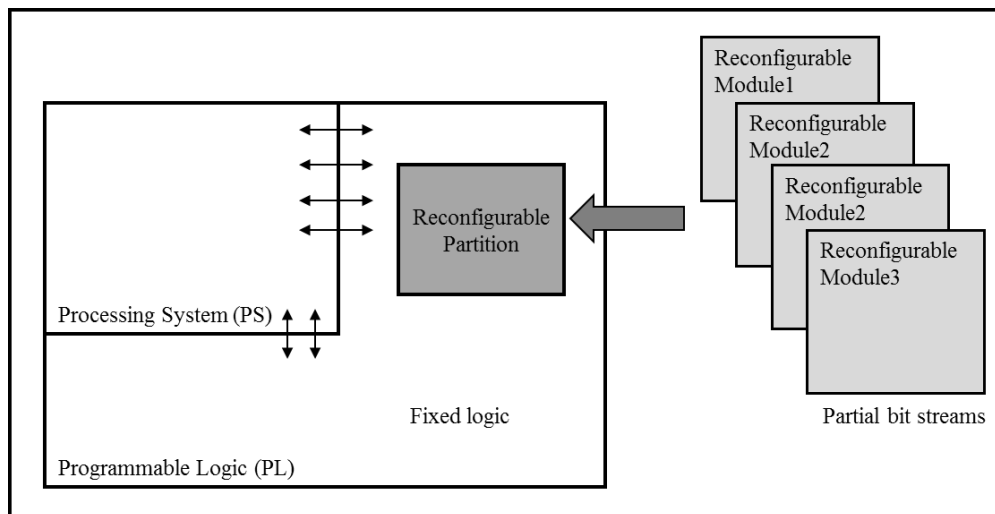 Reconfigurable
Module1
Reconfigurable
Module2
Reconfigurable
Module2
Reconfigurable
Module3
Partial bit streams
Reconfigurable
Partition
Processing System (PS)
Fixed logic
Programmable Logic (PL)